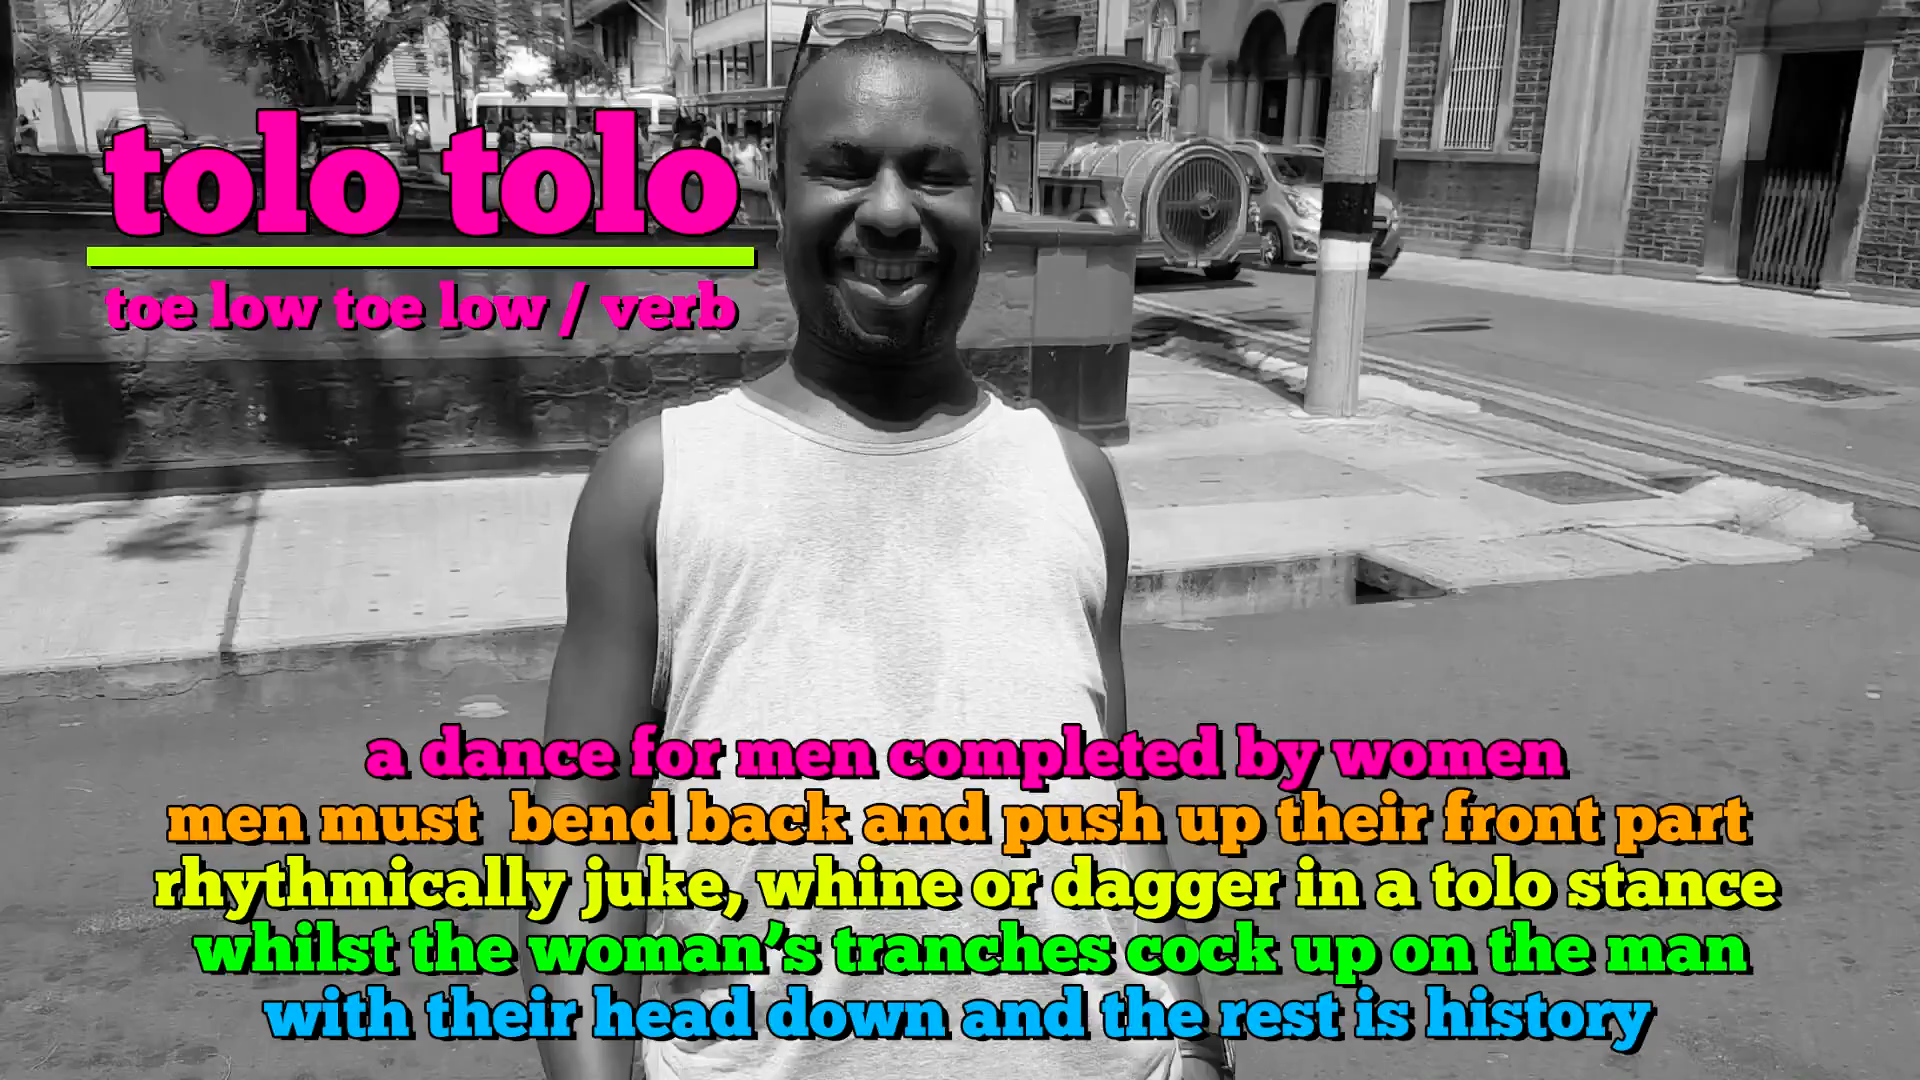 tolo tolo
toe low toe low / verb
a dance for men completed by women
men must bend back and push up their front part
rhythmically juke, whine or dagger in a tolo stance
whilst the woman's tranches cock up on the man
with their head down and the rest is history